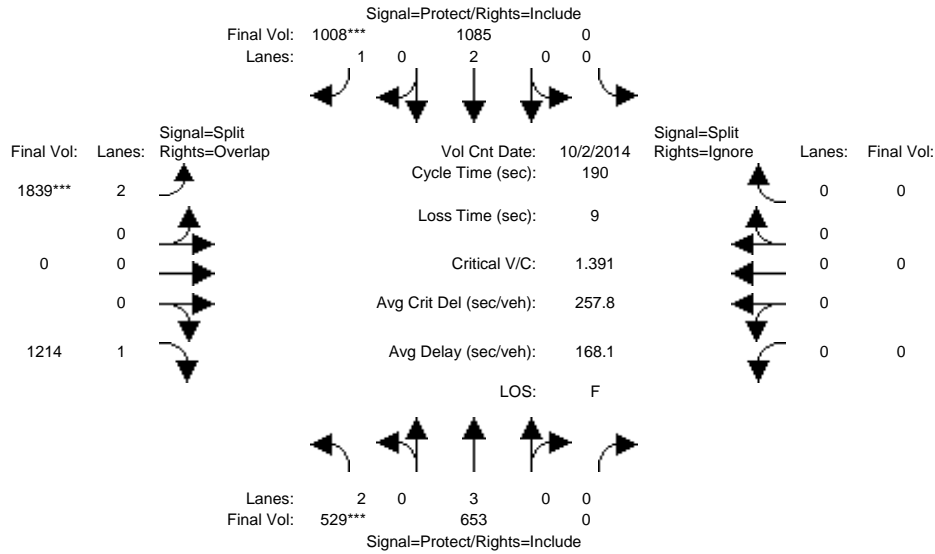 Signal=Protect/Rights=Include
Final Vol: 1008*** 1085 0
Lanes: 1 0 2 0 0
Signal=Split Signal=Split
Final Vol: Lanes: Rights=Overlap Vol Cnt Date: 10/2/2014 Rights=Ignore Lanes: Final Vol:
Cycle Time (sec): 190
1839*** 2 0 0
Loss Time (sec): 9
0 0
0 0 Critical V/C: 1.391 0 0
0 Avg Crit Del (sec/veh): 257.8 0
1214 1 Avg Delay (sec/veh): 168.1 0 0
LOS: F
Lanes: 2 0 3 0 0
Final Vol: 529*** 653 0
Signal=Protect/Rights=Include